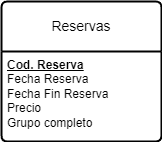 Reservas
Cod. Reserva
Fecha Reserva
Fecha Fin Reserva
Precio
Grupo completo